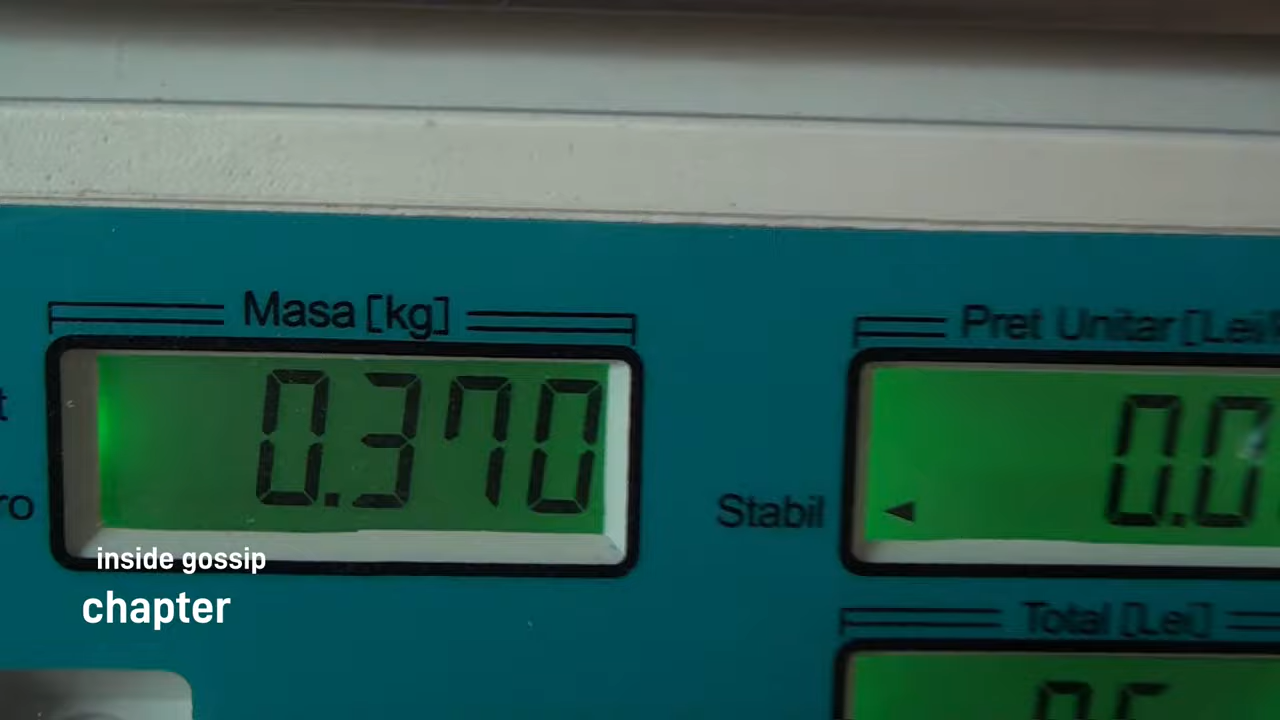 Masa [kg]
0.370
Pret Unitar [Lei
0.0
Stabil
inside gossip
chapter
Total [Lei]